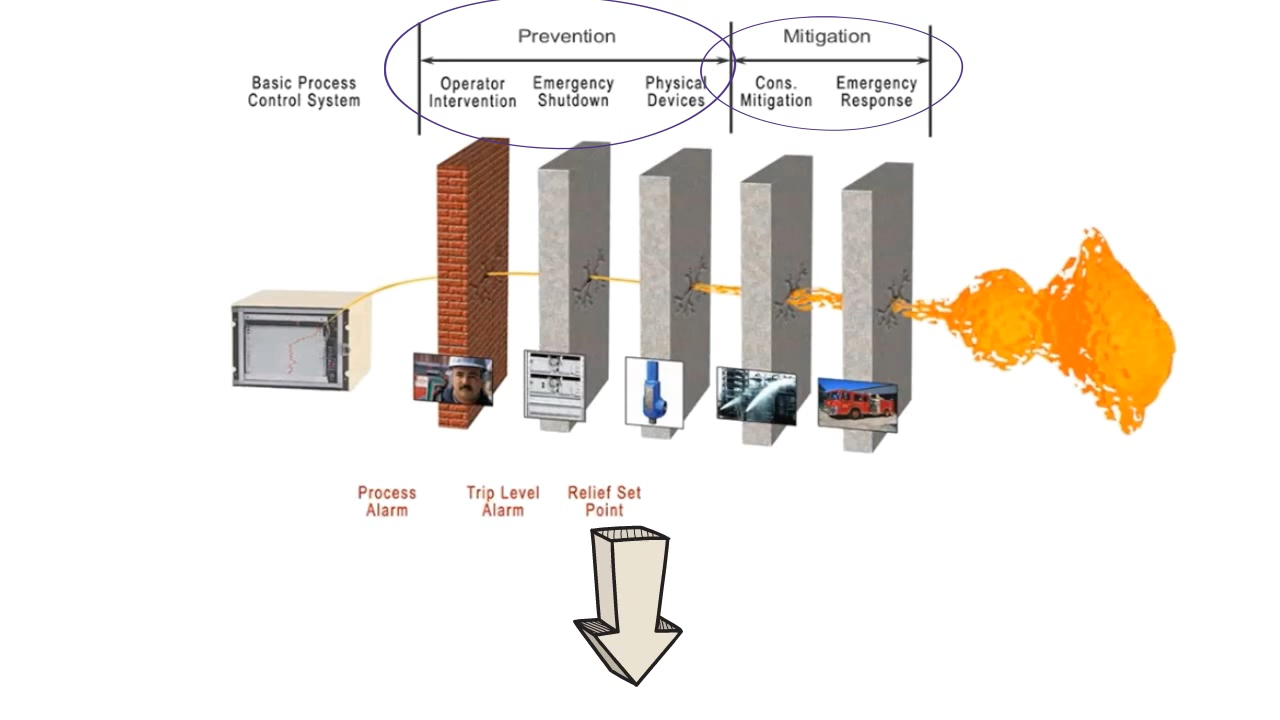 Prevention
Mitigation
Basic Process
Control System
Operator
Intervention
Emergency
Shutdown
Physical
Devices
Cons.
Mitigation
Emergency
Response
Process
Alarm
Trip Level
Alarm
Relief Set
Point